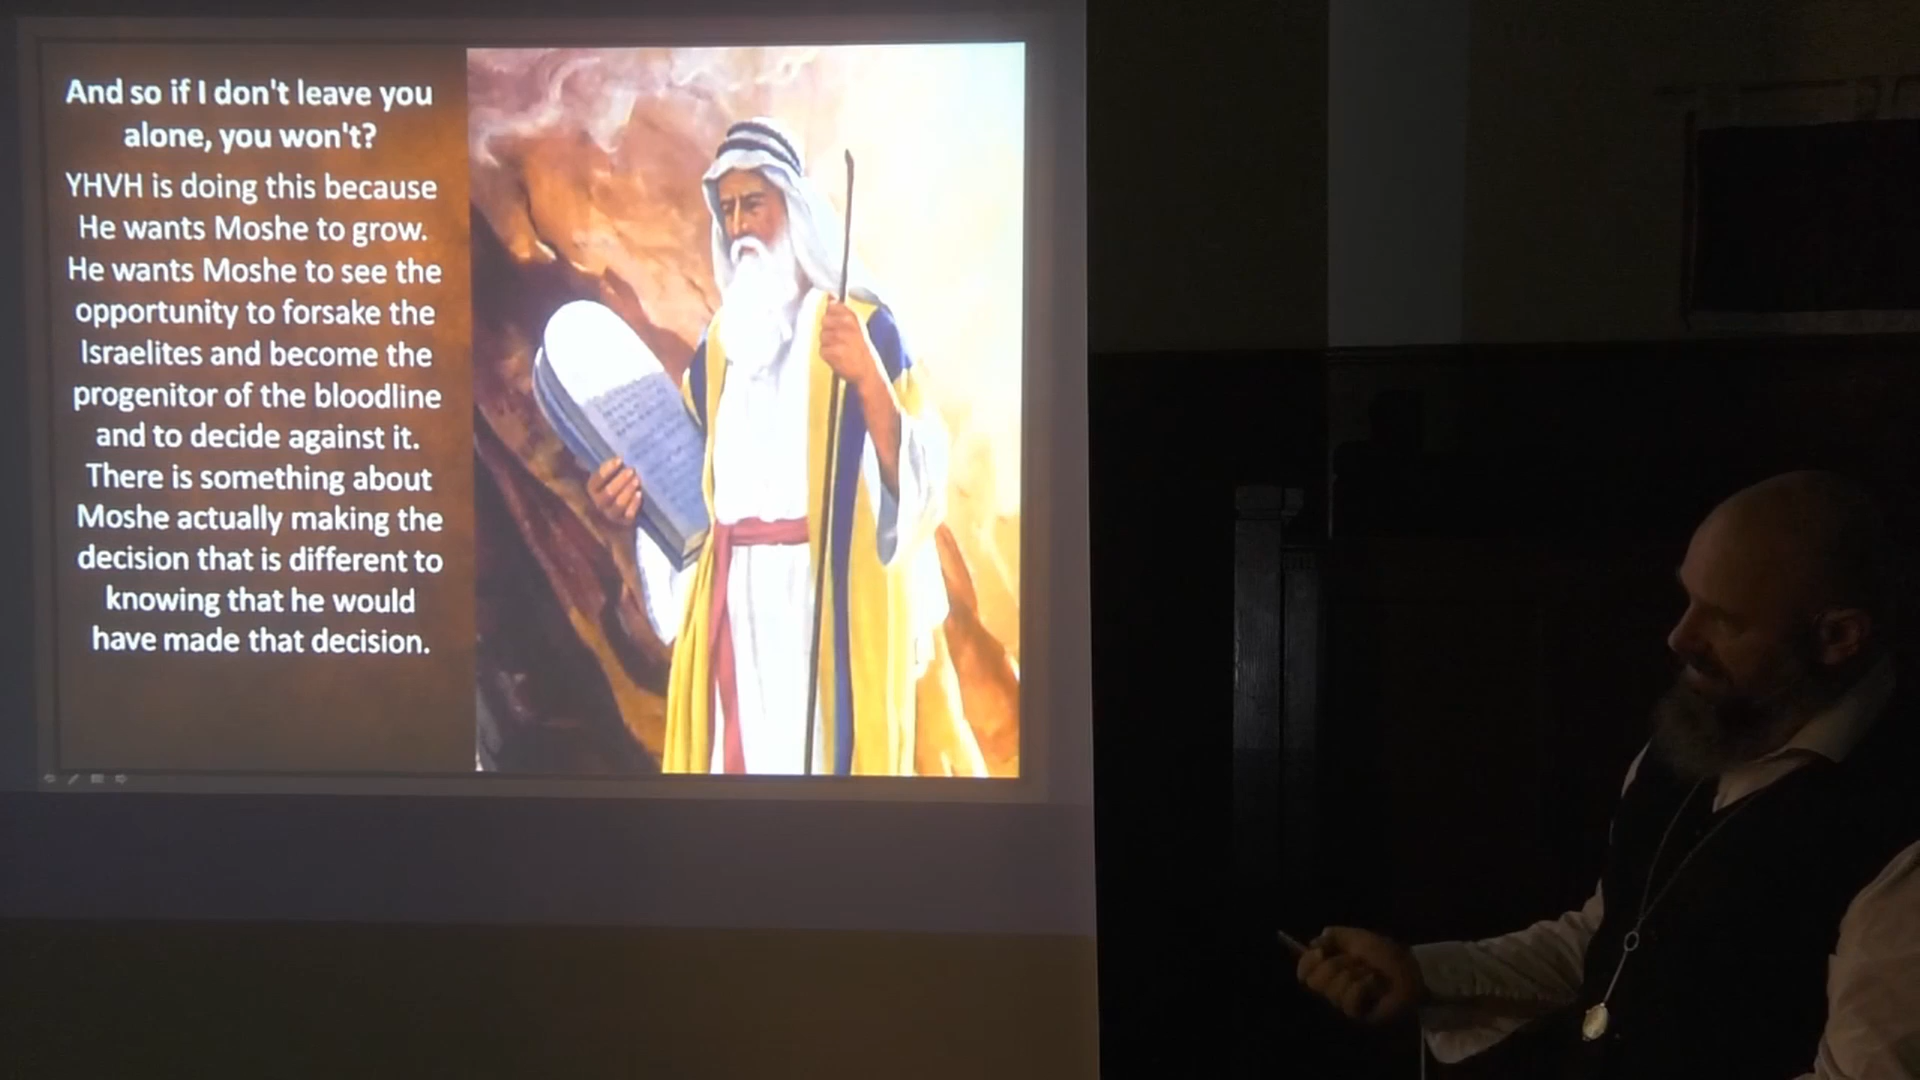 And so if I don't leave you
alone, you won't?
YHVH is doing this because
He wants Moshe to grow.
He wants Moshe to see the
opportunity to forsake the
Israelites and become the
progenitor of the bloodline
and to decide against it.
There is something about
Moshe actually making the
decision that is different to
knowing that he would
have made that decision.